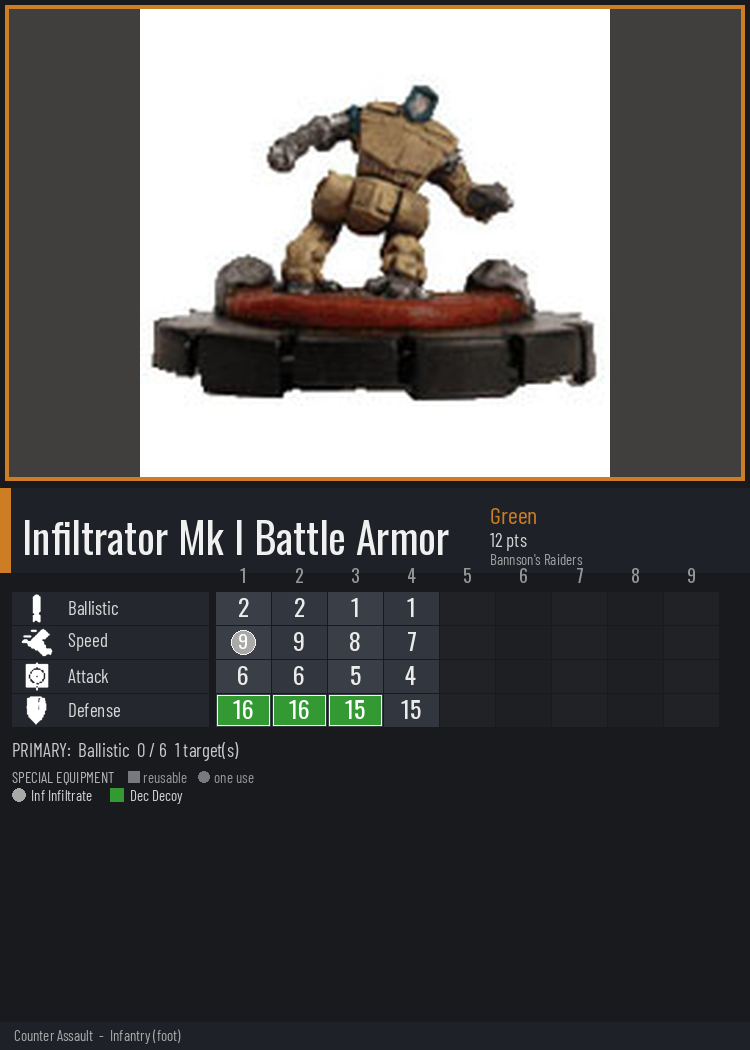 Infiltrator Mk I Battle Armor
Green
12 pts
Bannson's Raiders
1 2 3 4 5 6 7 8 9
Ballistic 2 2 1 1
Speed 9 9 8 7
Attack 6 6 5 4
Defense 16 16 15 15
PRIMARY: Ballistic 0 / 6 1 target(s)
SPECIAL EQUIPMENT reusable one use
Inf Infiltrate Dec Decoy
Counter Assault - Infantry (foot)